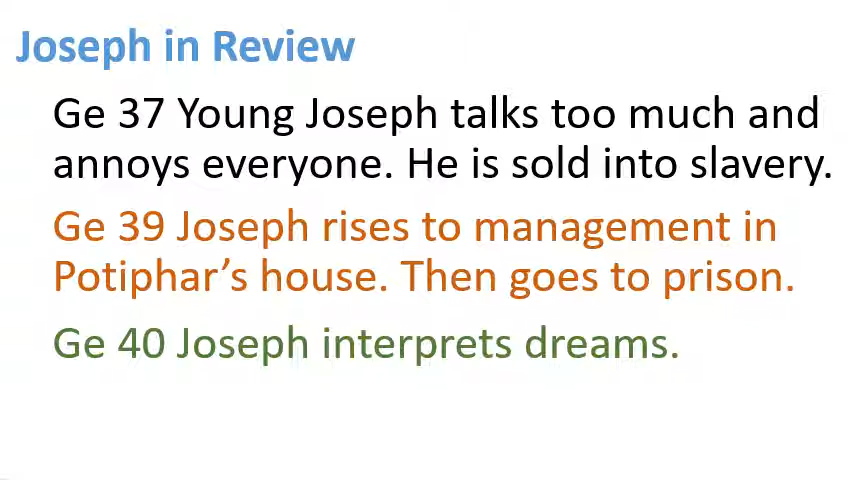 Joseph in Review
Ge 37 Young Joseph talks too much and
annoys everyone. He is sold into slavery.
Ge 39 Joseph rises to management in
Potiphar’s house. Then goes to prison.
Ge 40 Joseph interprets dreams.